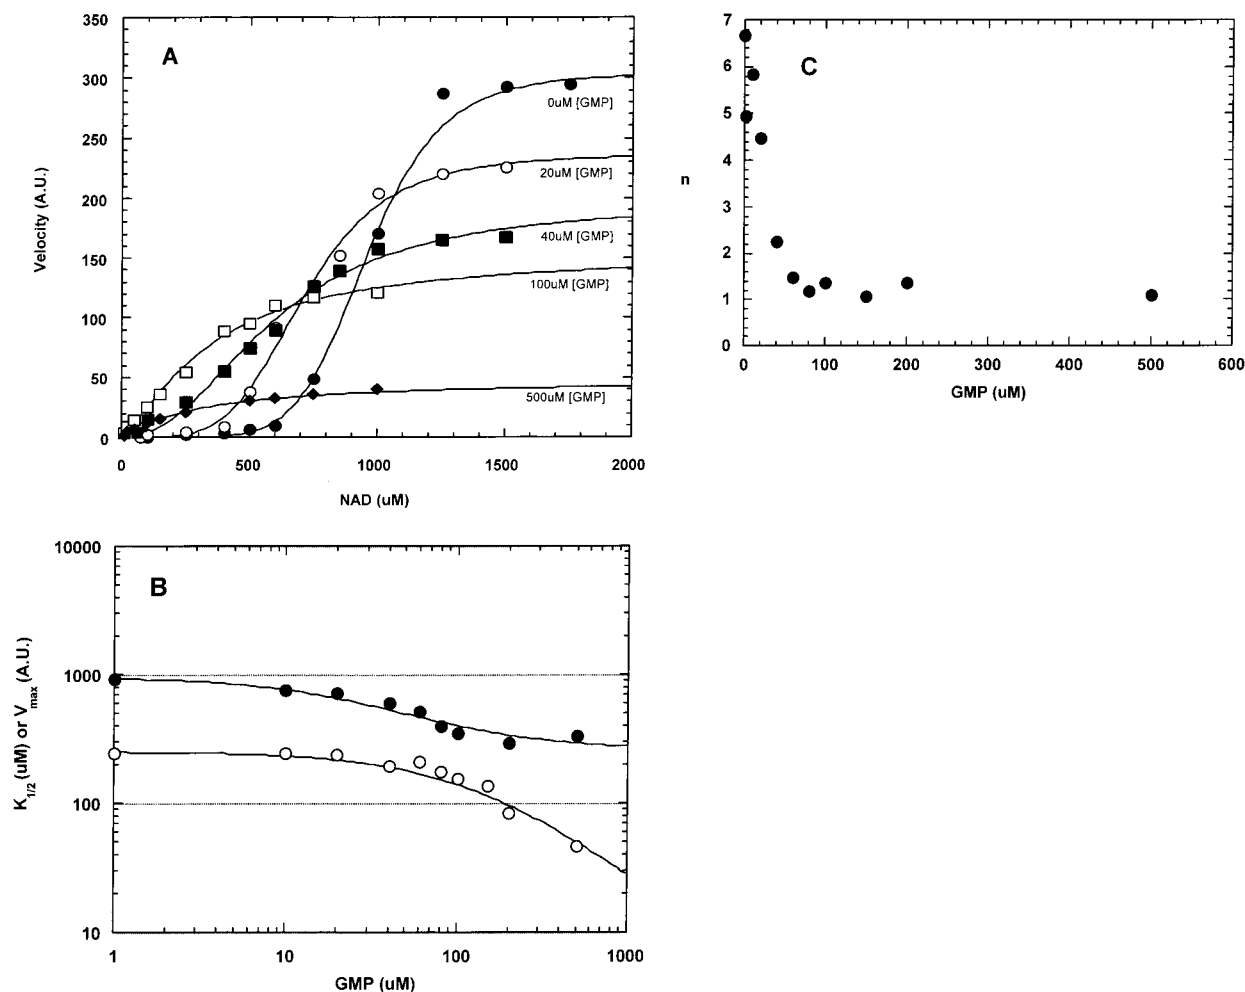 A
Velocity (A.U.)
350
300
250
200
150
100
50
0
0uM [GMP]
20uM [GMP]
40uM [GMP}
100uM [GMP]
500uM [GMP]
0 500 1000 1500 2000
NAD (uM)
C
n
7
6
5
4
3
2
1
0
0 100 200 300 400 500 600
GMP (uM)
B
K1/2 (uM) or Vmax (A.U.)
10000
1000
100
10
1 10 100 1000
GMP (uM)